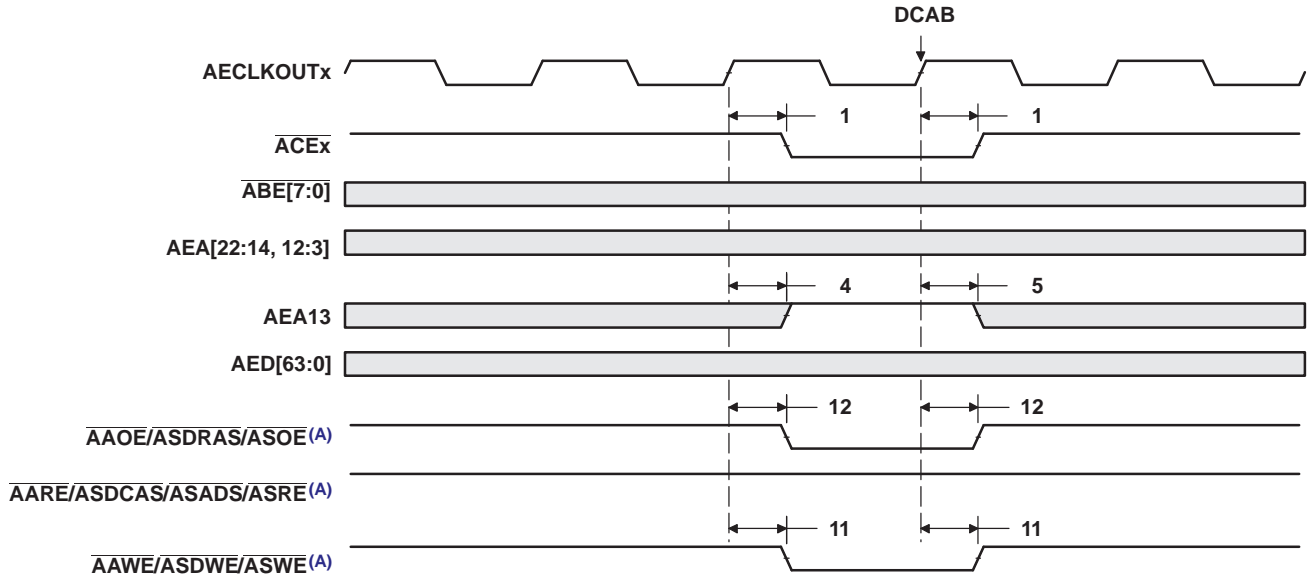 DCAB
AECLKOUTx
1 1
ACEx
ABE[7:0]
AEA[22:14, 12:3]
4 5
AEA13
AED[63:0]
12 12
AAOE/ASDRAS/ASOE(A)
AARE/ASDCAS/ASADS/ASRE(A)
11 11
AAWE/ASDWE/ASWE(A)